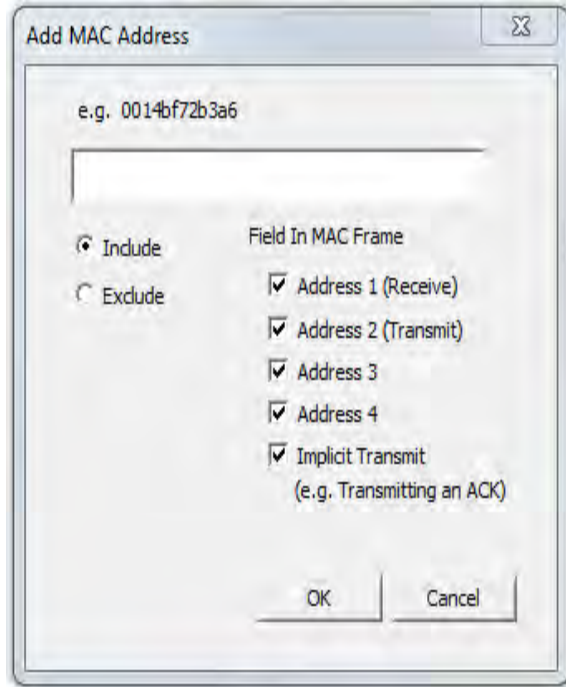 Add MAC Address
e.g. 0014bf72b3a6
Include
Exclude
Field In MAC Frame
Address 1 (Receive)
Address 2 (Transmit)
Address 3
Address 4
Implicit Transmit
(e.g. Transmitting an ACK)
OK
Cancel